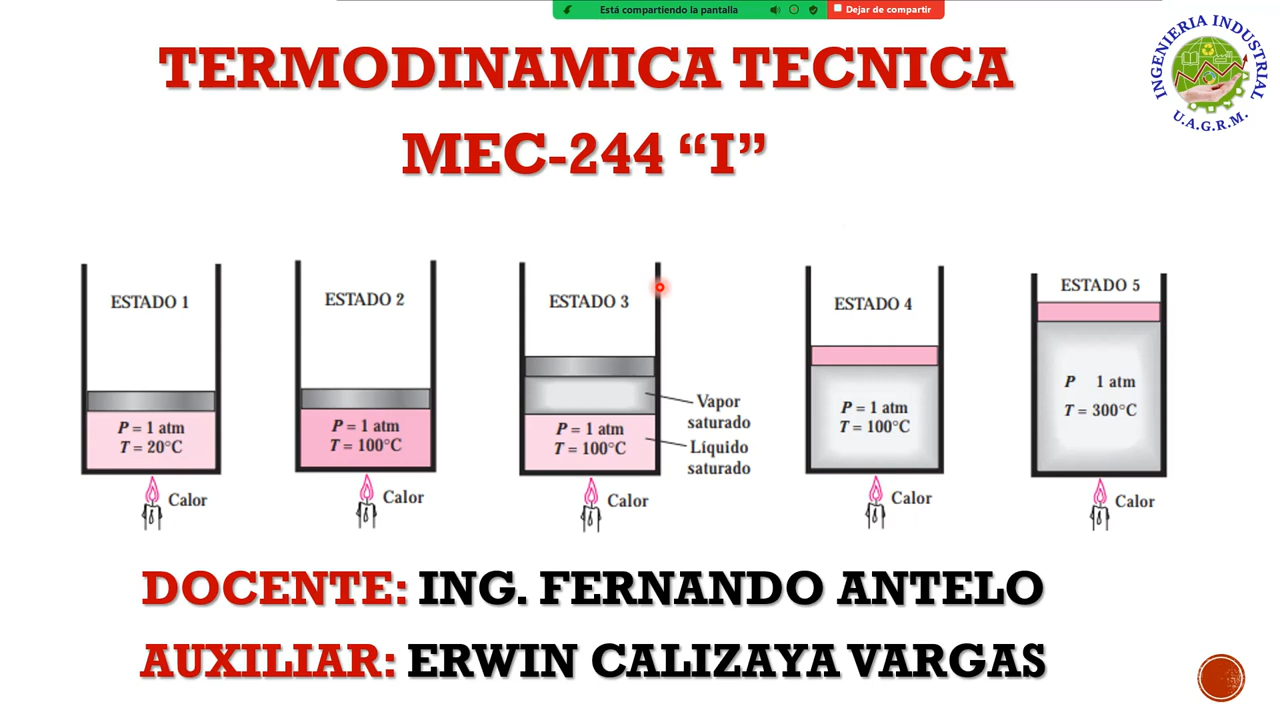 Está compartiendo la pantalla
Dejar de compartir
TERMODINAMICA TECNICA
INGENIERIA INDUSTRIAL
U.A.G.R.M.
MEC-244 “I”
ESTADO 1
P = 1 atm
T = 20°C
Calor
ESTADO 2
P = 1 atm
T = 100°C
Calor
ESTADO 3
P = 1 atm
T = 100°C
Vapor
saturado
Líquido
saturado
Calor
ESTADO 4
P = 1 atm
T = 100°C
Calor
ESTADO 5
P 1 atm
T = 300°C
Calor
DOCENTE: ING. FERNANDO ANTELO
AUXILIAR: ERWIN CALIZAYA VARGAS